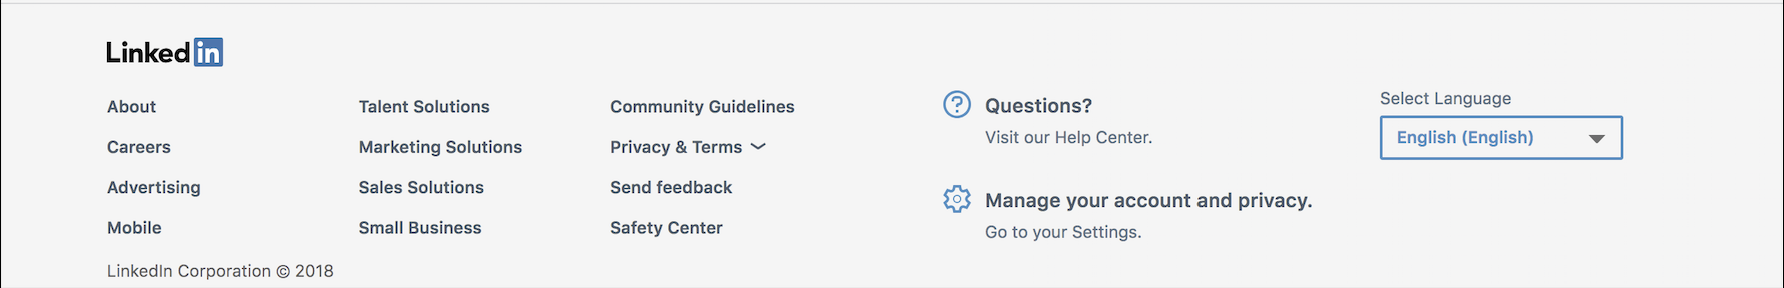 LinkedIn
About
Careers
Advertising
Mobile
Talent Solutions
Marketing Solutions
Sales Solutions
Small Business
Community Guidelines
Privacy & Terms
Send feedback
Safety Center
Questions?
Visit our Help Center.
Manage your account and privacy.
Go to your Settings.
Select Language
English (English)
LinkedIn Corporation © 2018